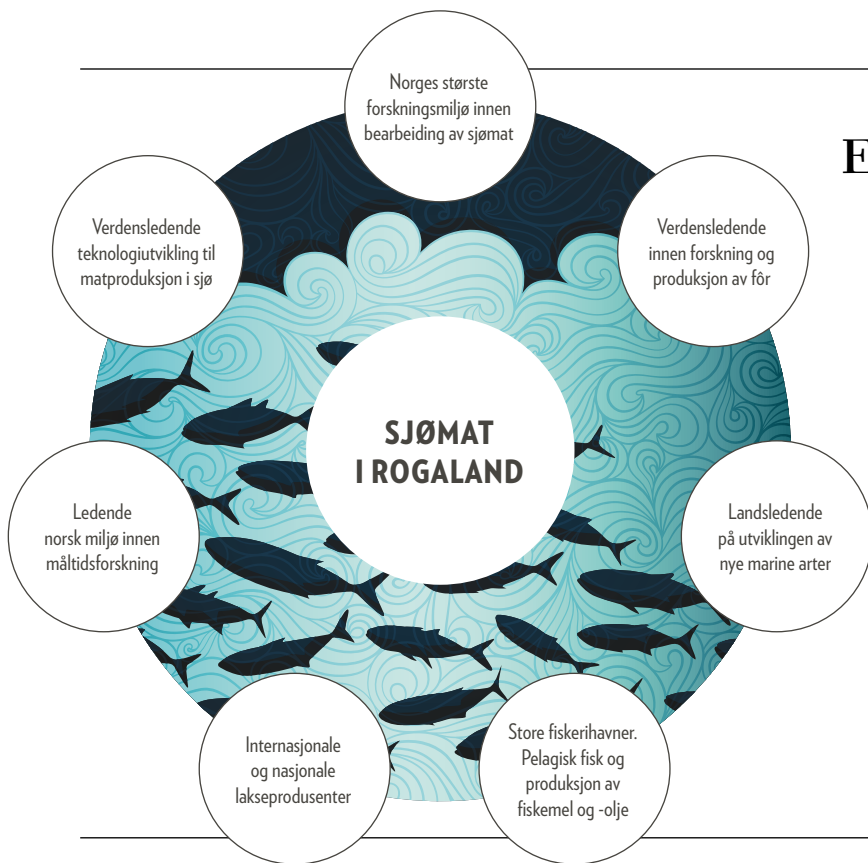 Norges største
forskningsmiljø innen
bearbeiding av sjømat
E
Verdensledende
teknologiutvikling til
matproduksjon i sjø
Verdensledende
innen forskning og
produksjon av fôr
SJØMAT
I ROGALAND
Ledende
norsk miljø innen
måltidsforskning
Landsledende
på utviklingen av
nye marine arter
Internasjonale
og nasjonale
lakseprodusenter
Store fiskerihavner.
Pelagisk fisk og
produksjon av
fiskemel og -olje